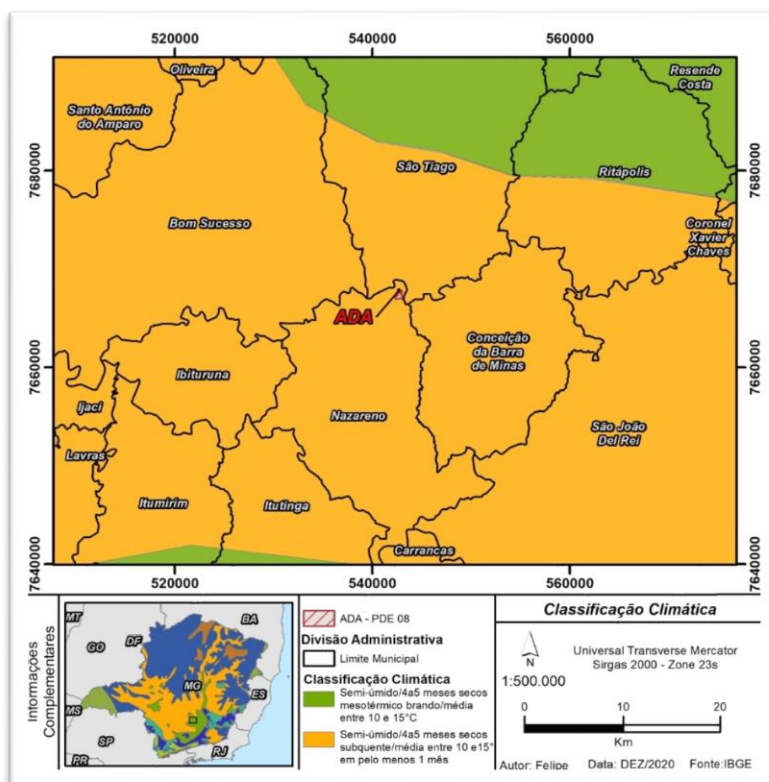 520000 540000 560000
Oliveira
Resende
Costa
Santo Antônio
do Amparo
7680000
São Tiago
Ritápolis
7680000
Bom Sucesso
Coronel
Xavier
Chaves
ADA
Conceição
da Barra
de Minas
7660000
Ibituruna
7660000
Ijaci
Nazareno
São João
Del Rei
Lavras
Itumirim
Itutinga
Carrancas
7640000
7640000
520000 540000 560000
Informações
Complementares
MT
BA
GO
DF
MG
ES
MS
SP
RJ
PR
ADA - PDE 08
Divisão Administrativa
Limite Municipal
Classificação Climática
Semi-úmido/4a5 meses secos
mesotérmico brando/média
entre 10 e 15°C
Semi-úmido/4a5 meses secos
subquente/média entre 10 e15°
em pelo menos 1 mês
Classificação Climática
N
Universal Transverse Mercator
Sirgas 2000 - Zone 23s
1:500.000
0 10 20
Km
Autor: Felipe Data: DEZ/2020 Fonte:IBGE